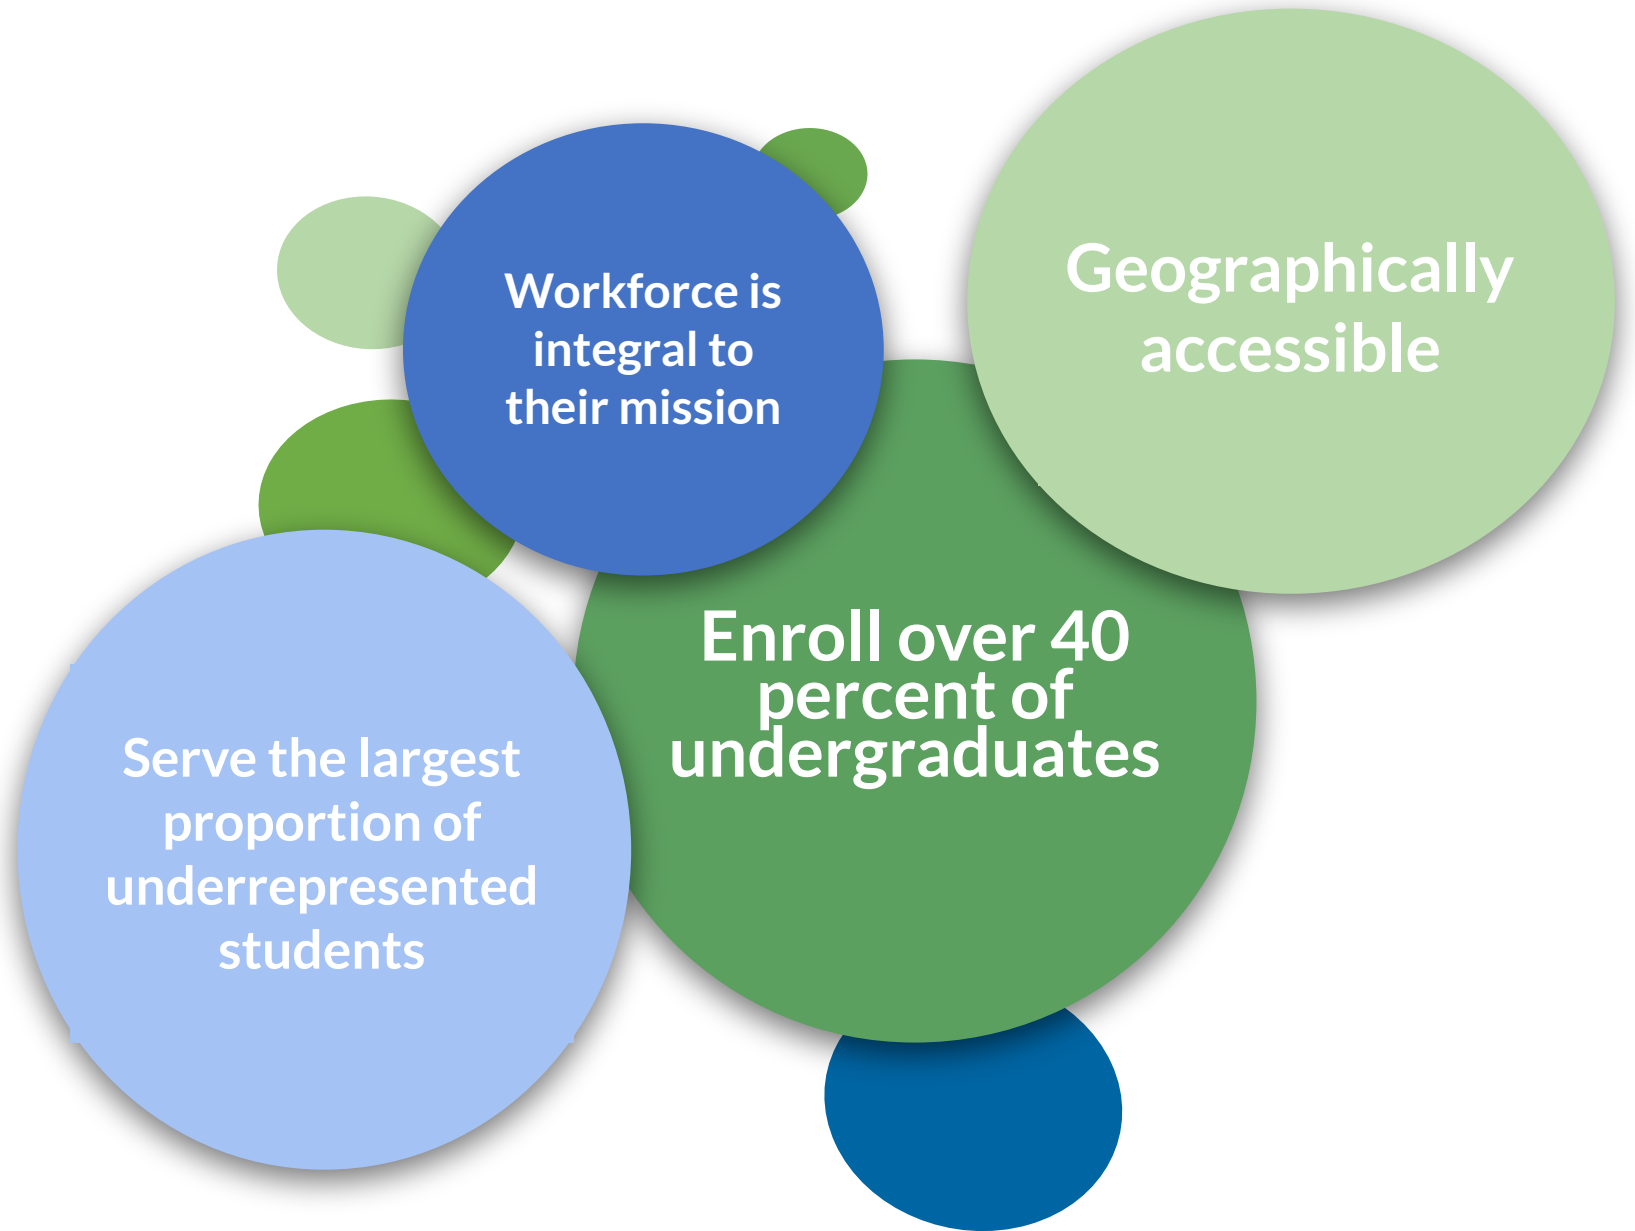 Workforce is
integral to
their mission
Geographically
accessible
Enroll over 40
percent of
undergraduates
Serve the largest
proportion of
underrepresented
students